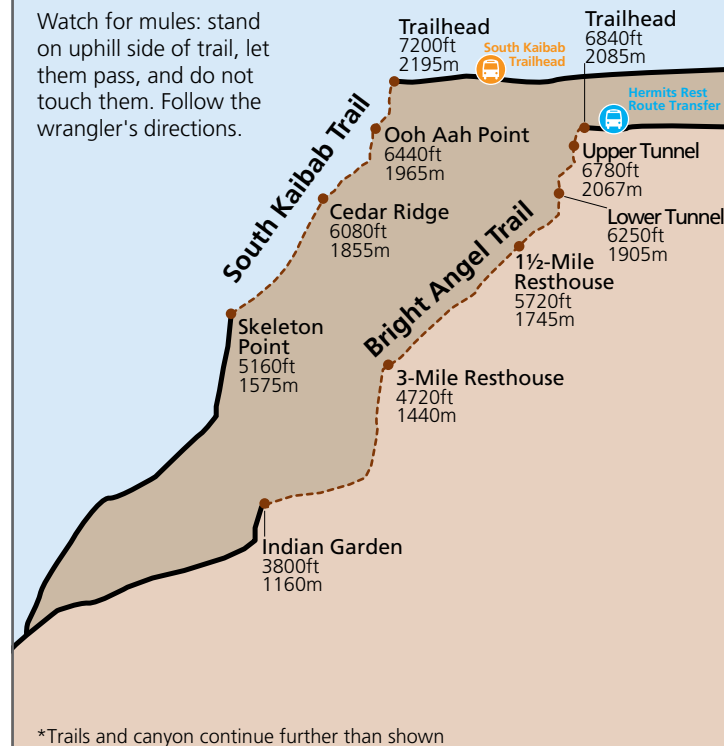 Watch for mules: stand
on uphill side of trail, let
them pass, and do not
touch them. Follow the
wrangler's directions.
Trailhead
7200ft
2195m
South Kaibab
Trailhead
Trailhead
6840ft
2085m
Hermits Rest
Route Transfer
South Kaibab Trail
Ooh Aah Point
6440ft
1965m
Upper Tunnel
6780ft
2067m
Cedar Ridge
6080ft
1855m
Lower Tunnel
6250ft
1905m
Bright Angel Trail
1½-Mile
Resthouse
5720ft
1745m
Skeleton
Point
5160ft
1575m
3-Mile Resthouse
4720ft
1440m
Indian Garden
3800ft
1160m
*Trails and canyon continue further than shown